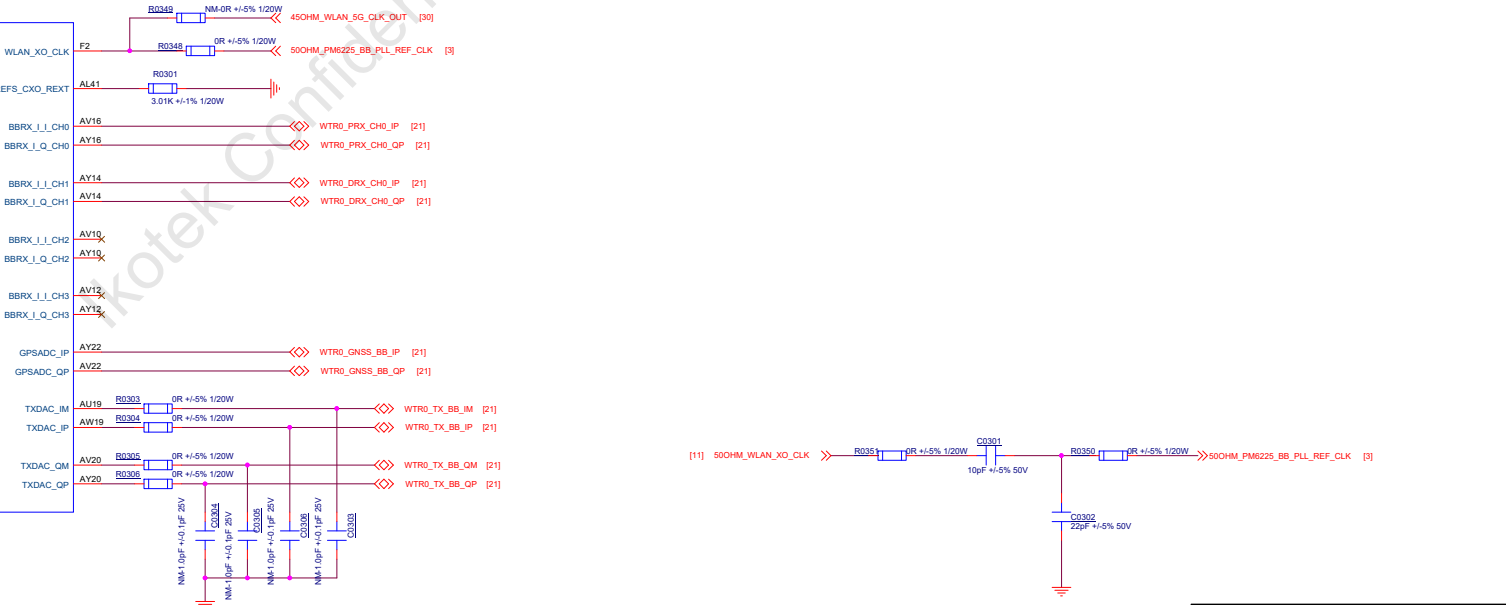 R0349 NM-0R +/-5% 1/20W 45OHM_WLAN_5G_CLK_OUT [30]
WLAN_XO_CLK F2 R0348 0R +/-5% 1/20W 50OHM_PM6225_BB_PLL_REF_CLK [3]
R0301
EFS_CXO_REXT AL41
3.01K +/-1% 1/20W
BBRX_I_I_CH0 AV16 WTR0_PRX_CH0_IP [21]
BBRX_I_Q_CH0 AY16 WTR0_PRX_CH0_QP [21]
BBRX_I_I_CH1 AY14 WTR0_DRX_CH0_IP [21]
BBRX_I_Q_CH1 AV14 WTR0_DRX_CH0_QP [21]
BBRX_I_I_CH2 AV10
BBRX_I_Q_CH2 AY10
BBRX_I_I_CH3 AV12
BBRX_I_Q_CH3 AY12
GPSADC_IP AY22 WTR0_GNSS_BB_IP [21]
GPSADC_QP AV22 WTR0_GNSS_BB_QP [21]
TXDAC_IM AU19 R0303 0R +/-5% 1/20W WTR0_TX_BB_IM [21]
TXDAC_IP AW19 R0304 0R +/-5% 1/20W WTR0_TX_BB_IP [21]
TXDAC_QM AV20 R0305 0R +/-5% 1/20W WTR0_TX_BB_QM [21]
TXDAC_QP AY20 R0306 0R +/-5% 1/20W WTR0_TX_BB_QP [21]
NM-1.0pF +/-0.1pF 25V C0304
NM-1.0pF +/-0.1pF 25V C0305
NM-1.0pF +/-0.1pF 25V C0306
NM-1.0pF +/-0.1pF 25V C0303
C0301
[11] 50OHM_WLAN_XO_CLK R0351 0R +/-5% 1/20W R0350 0R +/-5% 1/20W 50OHM_PM6225_BB_PLL_REF_CLK [3]
10pF +/-5% 50V
C0302
22pF +/-5% 50V
Ikotek Confiden